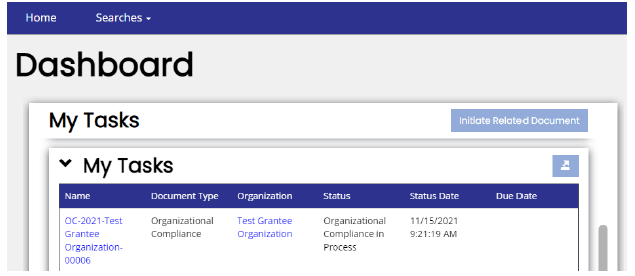 Home Searches
Dashboard
My Tasks Initiate Related Document
My Tasks
Name Document Type Organization Status Status Date Due Date
OC-2021-Test Organizational Test Grantee Organizational 11/15/2021
Grantee Compliance Organization Compliance in 9:21:19 AM
Organization- Process
00006